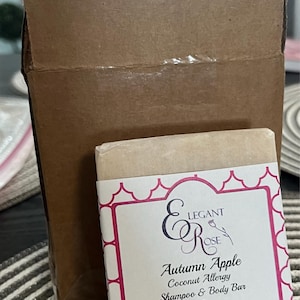 ELEGANT
ROSE
Autumn Apple
Coconut Allergy
Shampoo & Body Bar